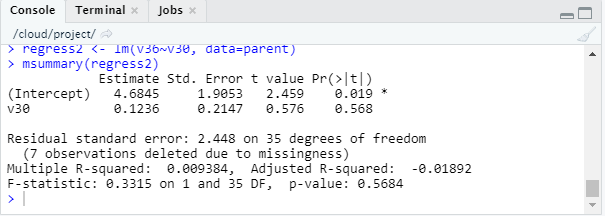 Console Terminal × Jobs ×
/cloud/project/
> regress2 <- lm(v36~v30, data=parent)
> msummary(regress2)
Estimate Std. Error t value Pr(>|t|)
(Intercept) 4.6845 1.9053 2.459 0.019 *
v30 0.1236 0.2147 0.576 0.568
Residual standard error: 2.448 on 35 degrees of freedom
(7 observations deleted due to missingness)
Multiple R-squared: 0.009384, Adjusted R-squared: -0.01892
F-statistic: 0.3315 on 1 and 35 DF, p-value: 0.5684
>